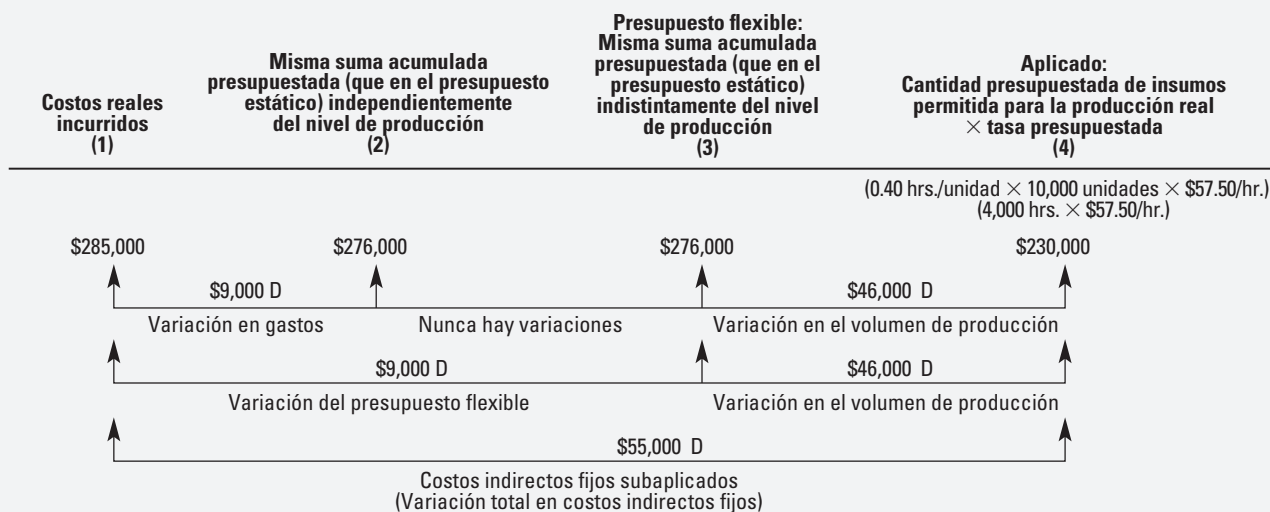 Costos reales
incurridos
(1)
Misma suma acumulada
presupuestada (que en el presupuesto
estático) independientemente
del nivel de producción
(2)
Presupuesto flexible:
Misma suma acumulada
presupuestada (que en el
presupuesto estático)
indistintamente del nivel
de producción
(3)
Aplicado:
Cantidad presupuestada de insumos
permitida para la producción real
× tasa presupuestada
(4)
(0.40 hrs./unidad × 10,000 unidades × $57.50/hr.)
(4,000 hrs. × $57.50/hr.)
$285,000 $276,000 $276,000 $230,000
$9,000 D $46,000 D
Variación en gastos Nunca hay variaciones Variación en el volumen de producción
$9,000 D $46,000 D
Variación del presupuesto flexible Variación en el volumen de producción
$55,000 D
Costos indirectos fijos subaplicados
(Variación total en costos indirectos fijos)